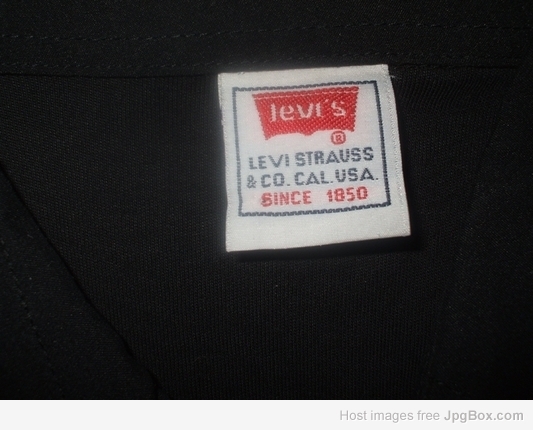 Levi's
®
LEVI STRAUSS
& CO. CAL. USA.
SINCE 1850
Host images free JpgBox.com